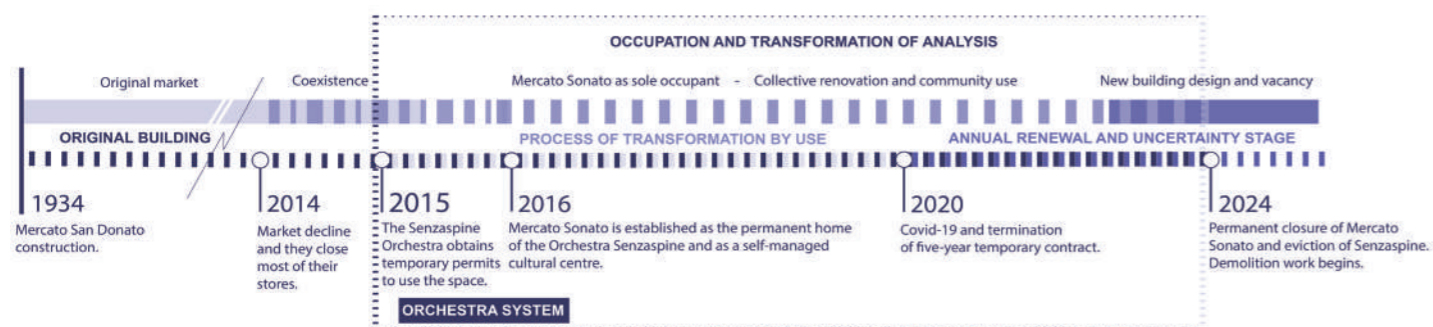 OCCUPATION AND TRANSFORMATION OF ANALYSIS
Original market
Coexistence
Mercato Sonato as sole occupant - Collective renovation and community use
New building design and vacancy
ORIGINAL BUILDING
PROCESS OF TRANSFORMATION BY USE
ANNUAL RENEWAL AND UNCERTAINTY STAGE
1934
Mercato San Donato
construction.
2014
Market decline
and they close
most of their
stores.
2015
The Senzaspine
Orchestra obtains
temporary permits
to use the space.
2016
Mercato Sonato is established as the permanent home
of the Orchestra Senzaspine and as a self-managed
cultural centre.
2020
Covid-19 and termination
of five-year temporary contract.
2024
Permanent closure of Mercato
Sonato and eviction of Senzaspine.
Demolition work begins.
ORCHESTRA SYSTEM